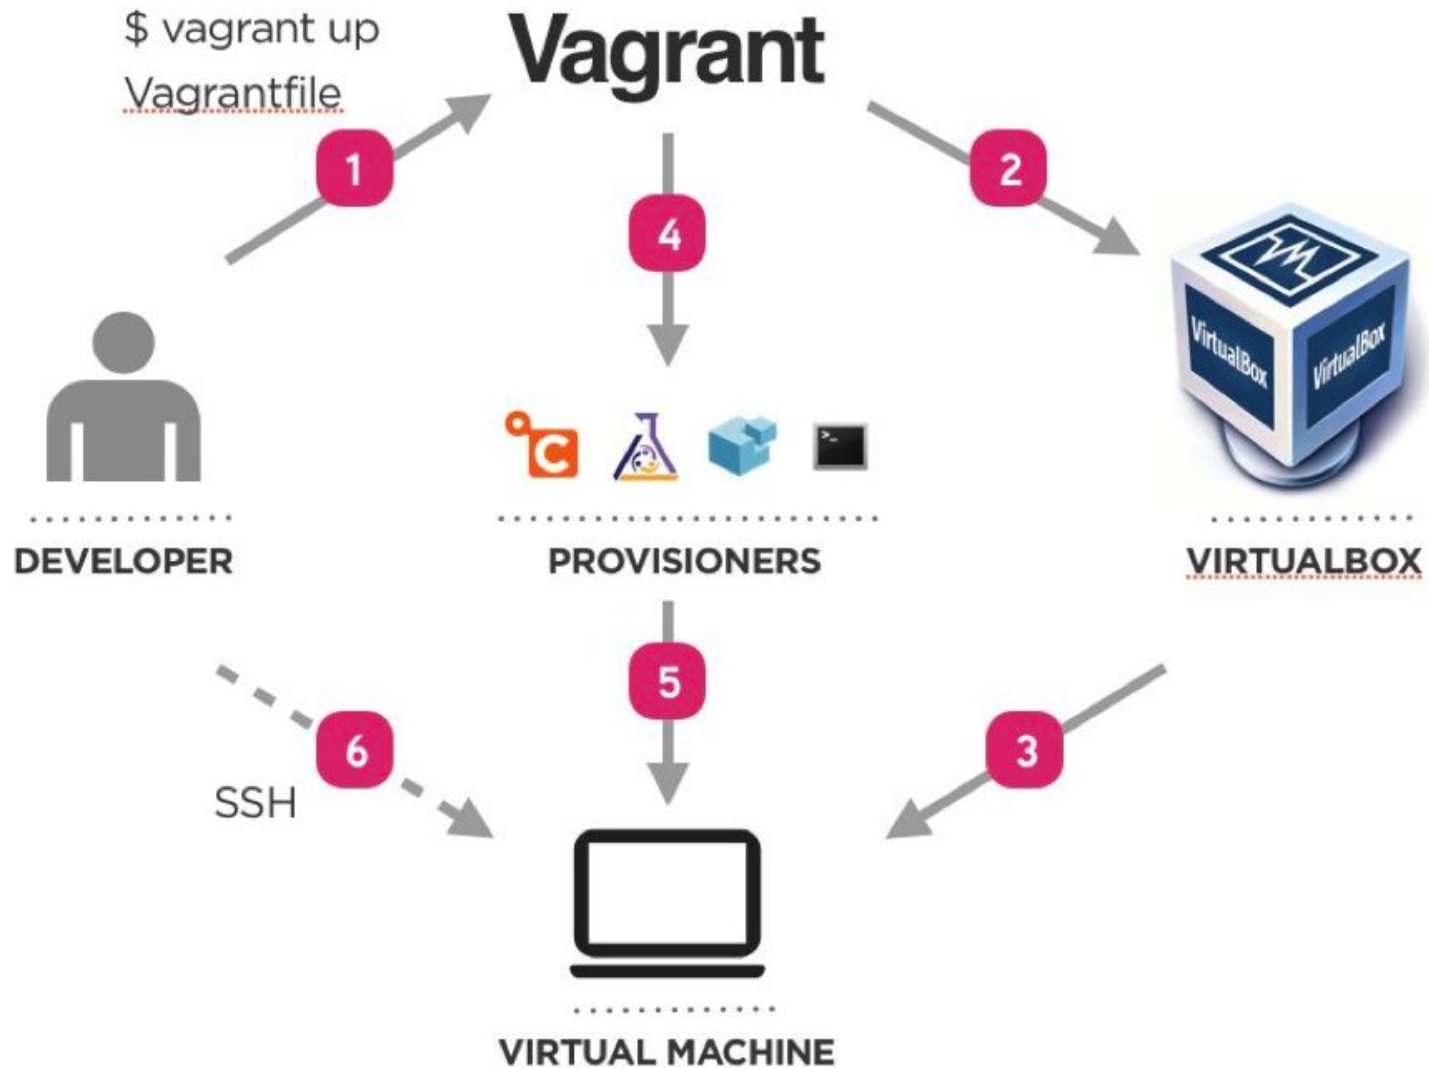 $ vagrant up
Vagrantfile
Vagrant
1
2
4
VirtualBox
VirtualBox
C
>_
DEVELOPER
PROVISIONERS
VIRTUALBOX
5
6
3
SSH
VIRTUAL MACHINE